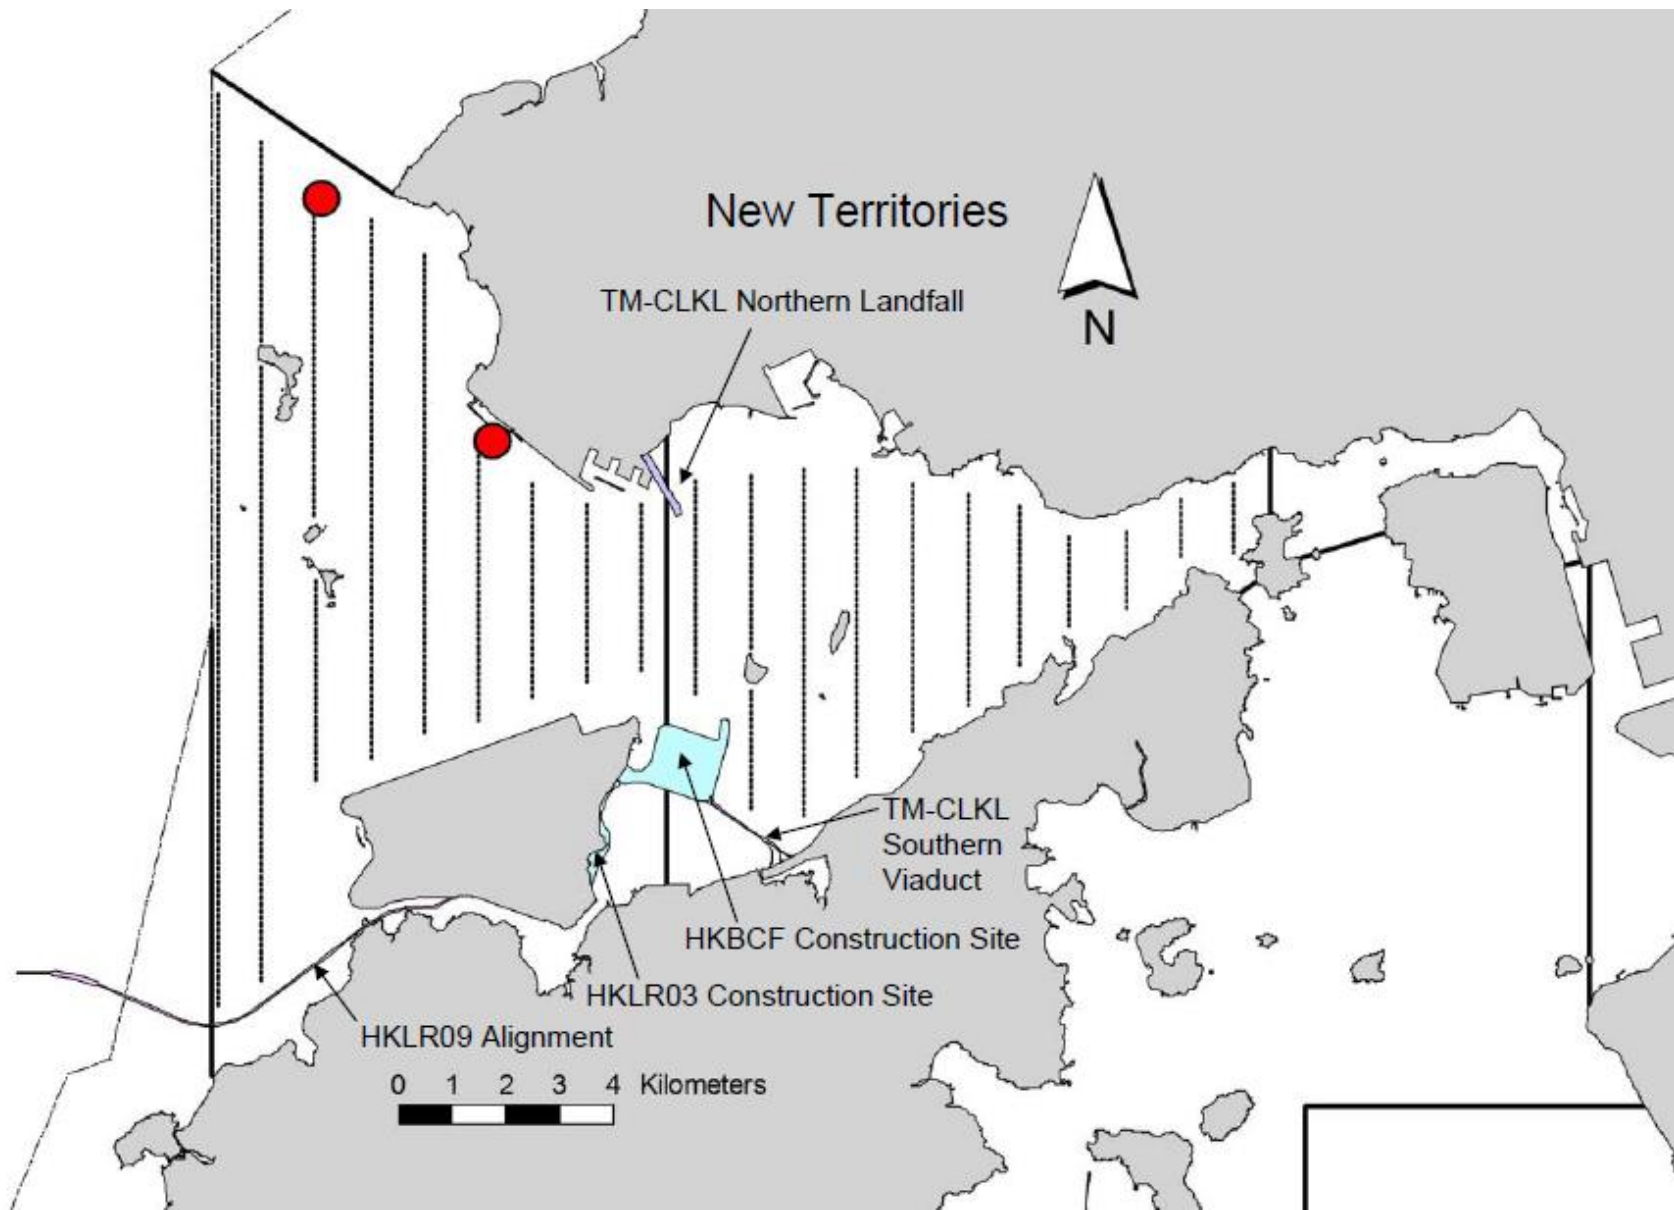 New Territories
TM-CLKL Northern Landfall
N
TM-CLKL
Southern
Viaduct
HKBCF Construction Site
HKLR03 Construction Site
HKLR09 Alignment
0 1 2 3 4 Kilometers